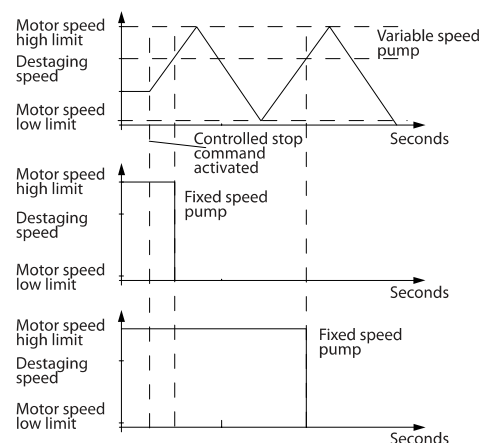 Motor speed
high limit
Variable speed
pump
Destaging
speed
Motor speed
low limit
Seconds
Controlled stop
command
activated
Motor speed
high limit
Fixed speed
pump
Destaging
speed
Motor speed
low limit
Seconds
Motor speed
high limit
Fixed speed
pump
Destaging
speed
Motor speed
low limit
Seconds